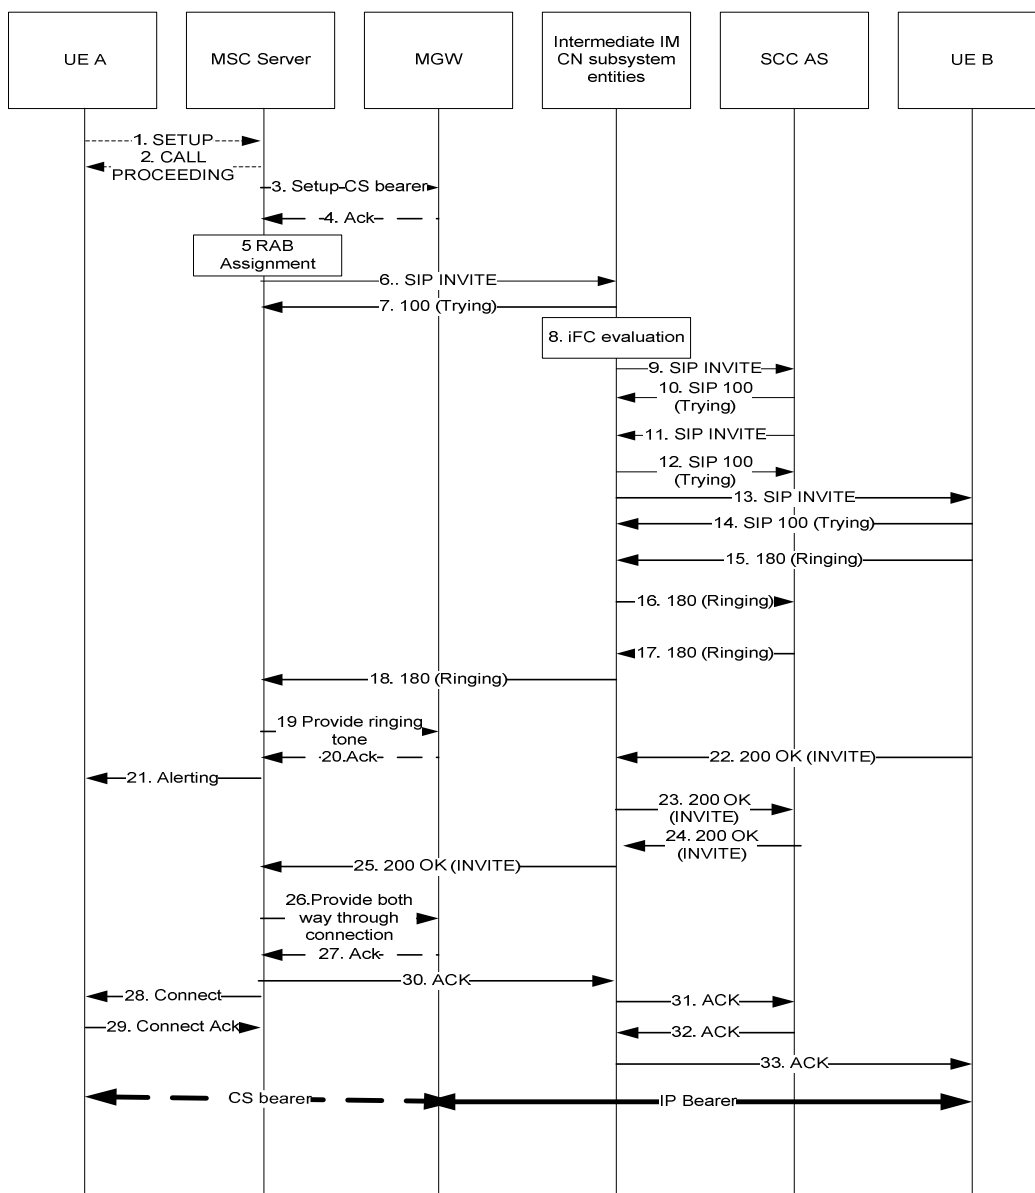 UE A
MSC Server
MGW
Intermediate IM
CN subsystem
entities
SCC AS
UE B
1. SETUP
2. CALL
PROCEEDING
3. Setup CS bearer
4. Ack
5 RAB
Assignment
6.. SIP INVITE
7. 100 (Trying)
8. iFC evaluation
9. SIP INVITE
10. SIP 100
(Trying)
11. SIP INVITE
12. SIP 100
(Trying)
13. SIP INVITE
14. SIP 100 (Trying)
15. 180 (Ringing)
16. 180 (Ringing)
17. 180 (Ringing)
18. 180 (Ringing)
19 Provide ringing
tone
20.Ack
21. Alerting
22. 200 OK (INVITE)
23. 200 OK
(INVITE)
24. 200 OK
(INVITE)
25. 200 OK (INVITE)
26.Provide both
way through
connection
27. Ack
28. Connect
29. Connect Ack
30. ACK
31. ACK
32. ACK
33. ACK
CS bearer
IP Bearer